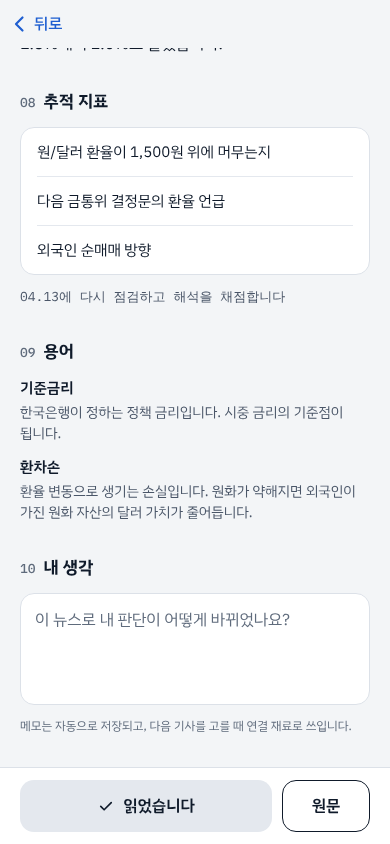 뒤로
08 추적 지표
원/달러 환율이 1,500원 위에 머무는지
다음 금통위 결정문의 환율 언급
외국인 순매매 방향
04.13에 다시 점검하고 해석을 채점합니다
09 용어
기준금리
한국은행이 정하는 정책 금리입니다. 시중 금리의 기준점이
됩니다.
환차손
환율 변동으로 생기는 손실입니다. 원화가 약해지면 외국인이
가진 원화 자산의 달러 가치가 줄어듭니다.
10 내 생각
이 뉴스로 내 판단이 어떻게 바뀌었나요?
메모는 자동으로 저장되고, 다음 기사를 고를 때 연결 재료로 쓰입니다.
읽었습니다
원문